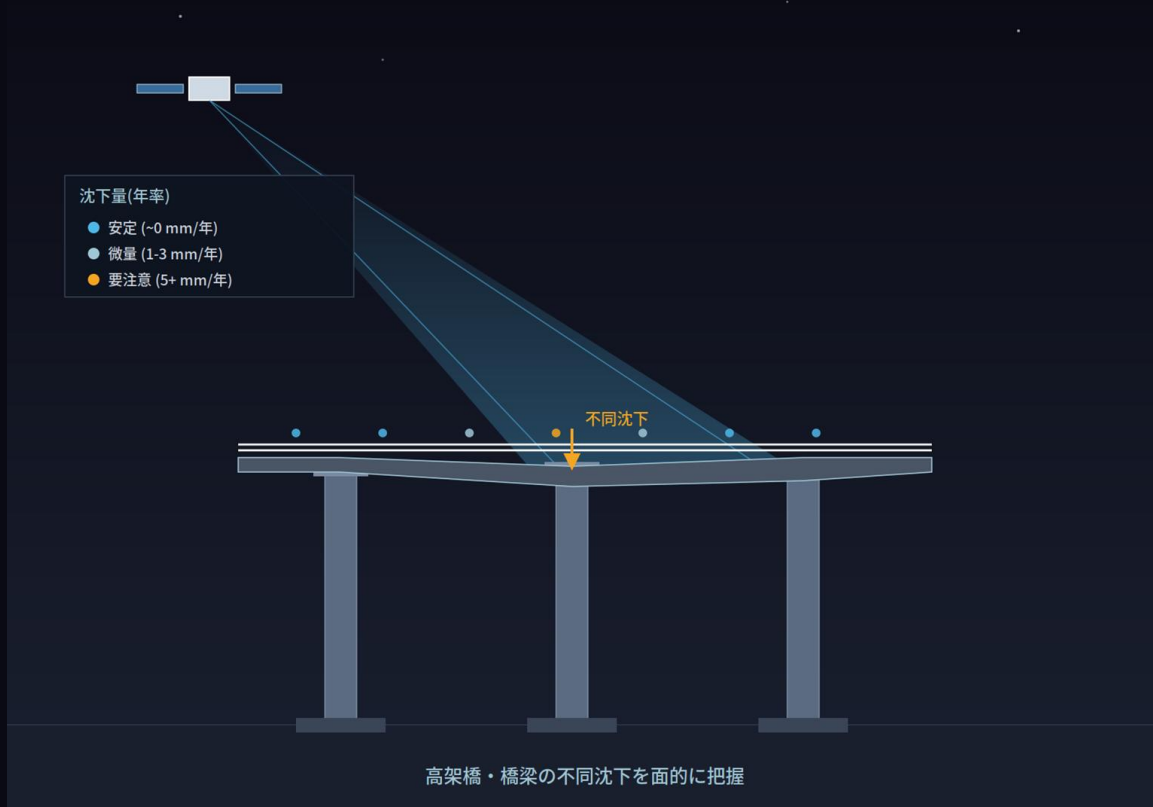 沈下量(年率)
安定 (~0 mm/年)
微量 (1-3 mm/年)
要注意 (5+ mm/年)
不同沈下
高架橋・橋梁の不同沈下を面的に把握